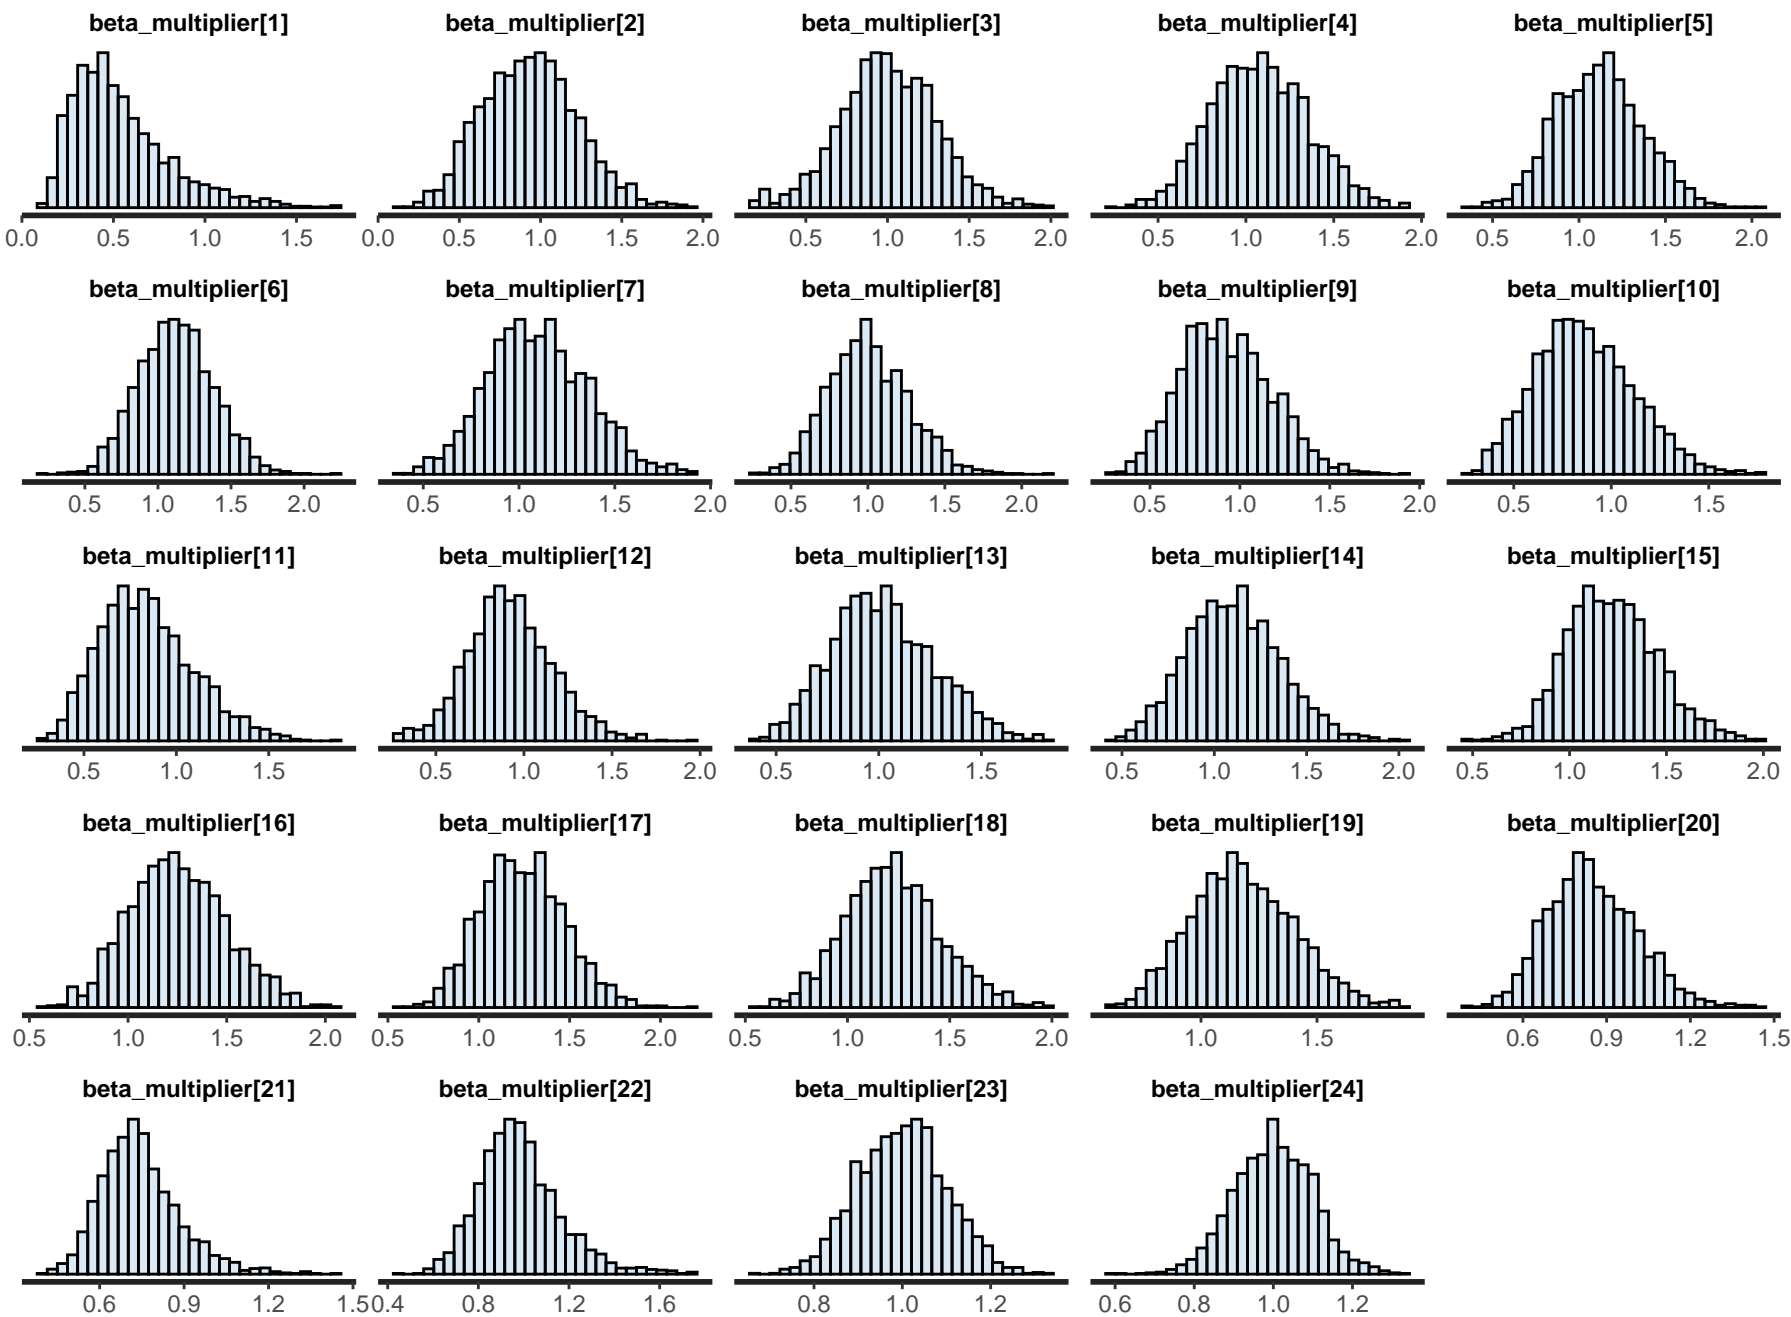 beta_multiplier[1] beta_multiplier[2] beta_multiplier[3] beta_multiplier[4] beta_multiplier[5]
0.0 0.5 1.0 1.5 0.0 0.5 1.0 1.5 2.0 0.5 1.0 1.5 2.0 0.5 1.0 1.5 2.0 0.5 1.0 1.5 2.0
beta_multiplier[6] beta_multiplier[7] beta_multiplier[8] beta_multiplier[9] beta_multiplier[10]
0.5 1.0 1.5 2.0 0.5 1.0 1.5 2.0 0.5 1.0 1.5 2.0 0.5 1.0 1.5 2.0 0.5 1.0 1.5
beta_multiplier[11] beta_multiplier[12] beta_multiplier[13] beta_multiplier[14] beta_multiplier[15]
0.5 1.0 1.5 0.5 1.0 1.5 2.0 0.5 1.0 1.5 0.5 1.0 1.5 2.0 0.5 1.0 1.5 2.0
beta_multiplier[16] beta_multiplier[17] beta_multiplier[18] beta_multiplier[19] beta_multiplier[20]
0.5 1.0 1.5 2.0 0.5 1.0 1.5 2.0 0.5 1.0 1.5 2.0 1.0 1.5 0.6 0.9 1.2 1.5
beta_multiplier[21] beta_multiplier[22] beta_multiplier[23] beta_multiplier[24]
0.6 0.9 1.2 1.5 0.4 0.8 1.2 1.6 0.8 1.0 1.2 0.6 0.8 1.0 1.2